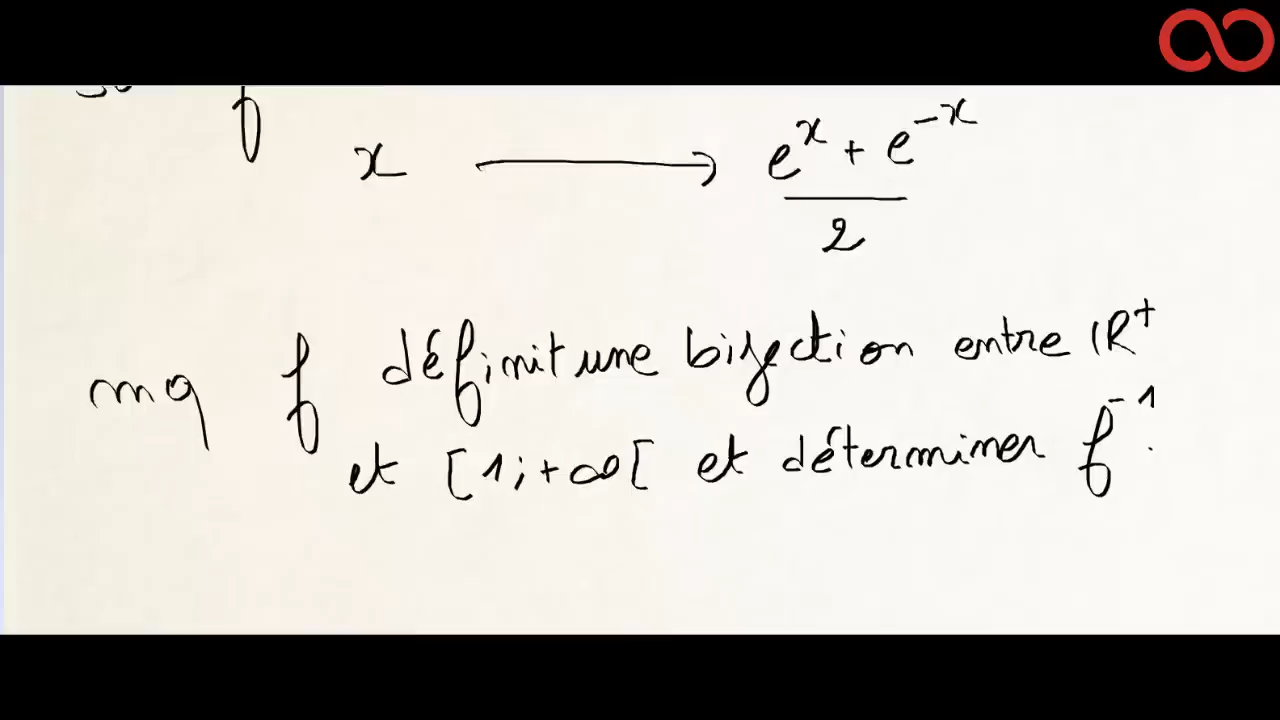 f
x ⟶ (e^x + e^-x)/2
mq f définit une bijection entre IR^+
et [1;+∞[ et déterminer f^-1.